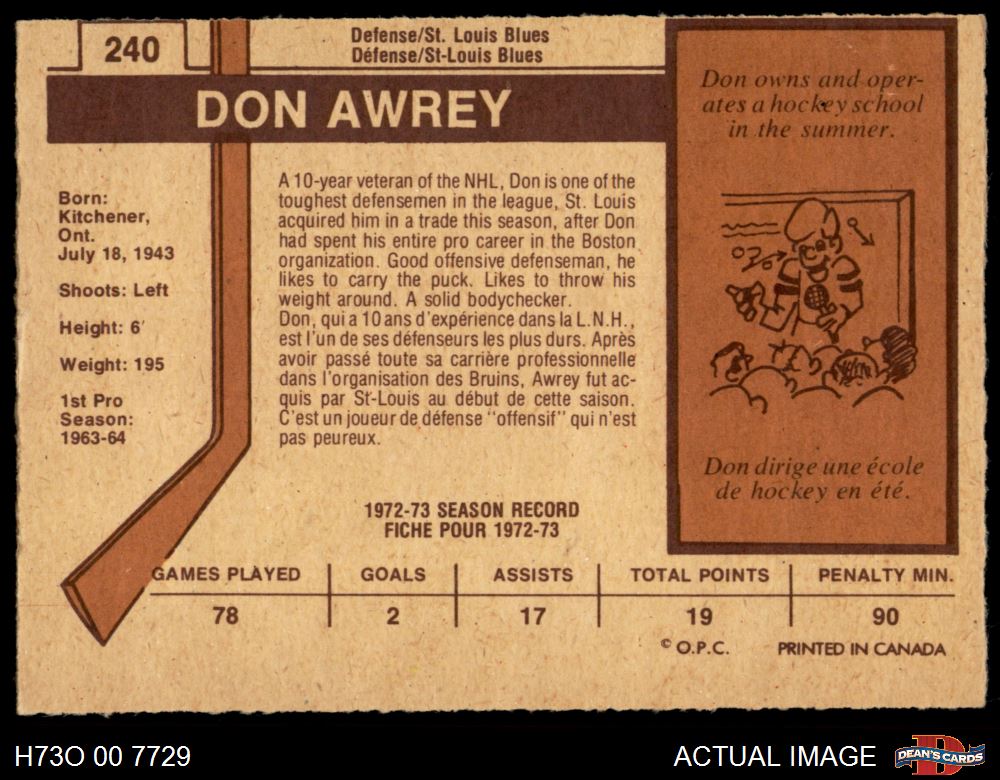 240
Defense/St. Louis Blues
Défense/St-Louis Blues
DON AWREY
Born:
Kitchener,
Ont.
July 18, 1943
Shoots: Left
Height: 6′
Weight: 195
1st Pro
Season:
1963-64
A 10-year veteran of the NHL, Don is one of the
toughest defensemen in the league, St. Louis
acquired him in a trade this season, after Don
had spent his entire pro career in the Boston
organization. Good offensive defenseman, he
likes to carry the puck. Likes to throw his
weight around. A solid bodychecker.
Don, qui a 10 ans d'expérience dans la L.N.H.,
est l'un de ses défenseurs les plus durs. Après
avoir passé toute sa carrière professionnelle
dans l'organisation des Bruins, Awrey fut ac-
quis par St-Louis au début de cette saison.
C'est un joueur de défense "offensif" qui n'est
pas peureux.
Don owns and oper-
ates a hockey school
in the summer.
Don dirige une école
de hockey en été.
1972-73 SEASON RECORD
FICHE POUR 1972-73
GAMES PLAYED GOALS ASSISTS TOTAL POINTS PENALTY MIN.
78 2 17 19 90
© O.P.C. PRINTED IN CANADA
H73O 00 7729
ACTUAL IMAGE
DEAN'S CARDS